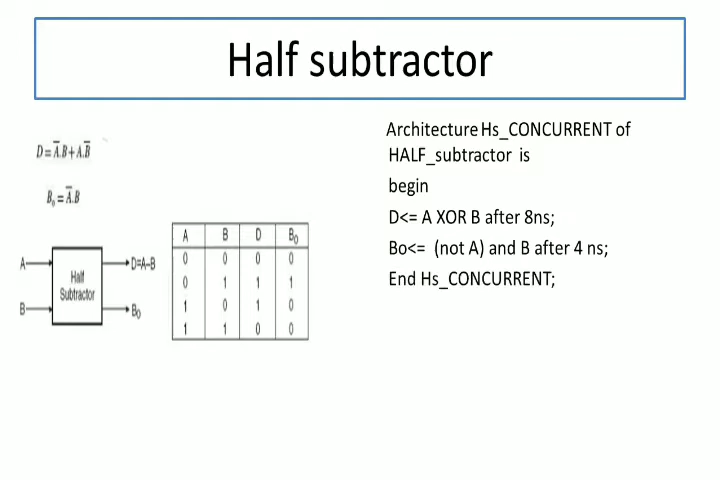 Half subtractor
D=A̅.B+A.B̅
B₀=A̅.B
A
B
Half
Subtractor
D=A–B
B₀
A B D B₀
0 0 0 0
0 1 1 1
1 0 1 0
1 1 0 0
Architecture Hs_CONCURRENT of
HALF_subtractor is
begin
D<= A XOR B after 8ns;
Bo<= (not A) and B after 4 ns;
End Hs_CONCURRENT;